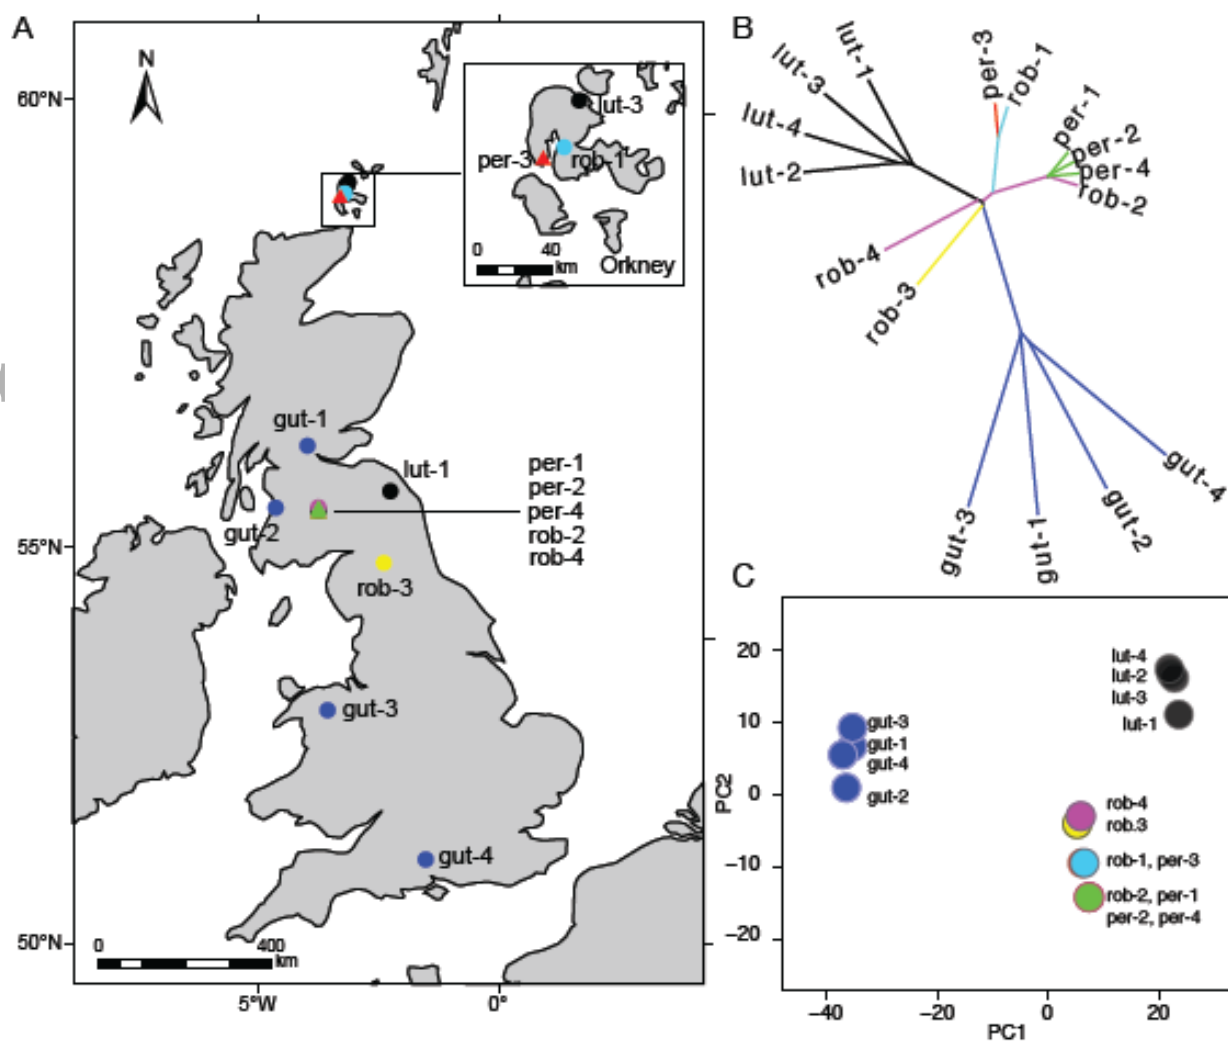 A
N
60°N
55°N
50°N
5°W
0°
lut-3
per-3
rob-1
0 40
km
Orkney
gut-1
lut-1
gut-2
per-1
per-2
per-4
rob-2
rob-4
rob-3
gut-3
gut-4
0 400
km
B
lut-1
lut-3
lut-4
lut-2
per-3
rob-1
per-1
per-2
per-4
rob-2
rob-4
rob-3
gut-3
gut-1
gut-2
gut-4
C
PC2
20
10
0
−10
−20
lut-4
lut-2
lut-3
lut-1
gut-3
gut-1
gut-4
gut-2
rob-4
rob.3
rob-1, per-3
rob-2, per-1
per-2, per-4
−40 −20 0 20
PC1